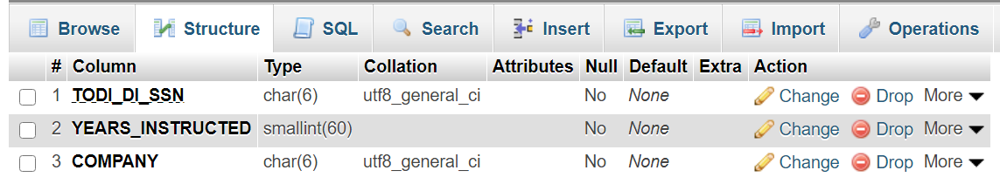 Browse Structure SQL Search Insert Export Import Operations
# Column Type Collation Attributes Null Default Extra Action
1 TODI_DI_SSN char(6) utf8_general_ci No None Change Drop More
2 YEARS_INSTRUCTED smallint(60) No None Change Drop More
3 COMPANY char(6) utf8_general_ci No None Change Drop More